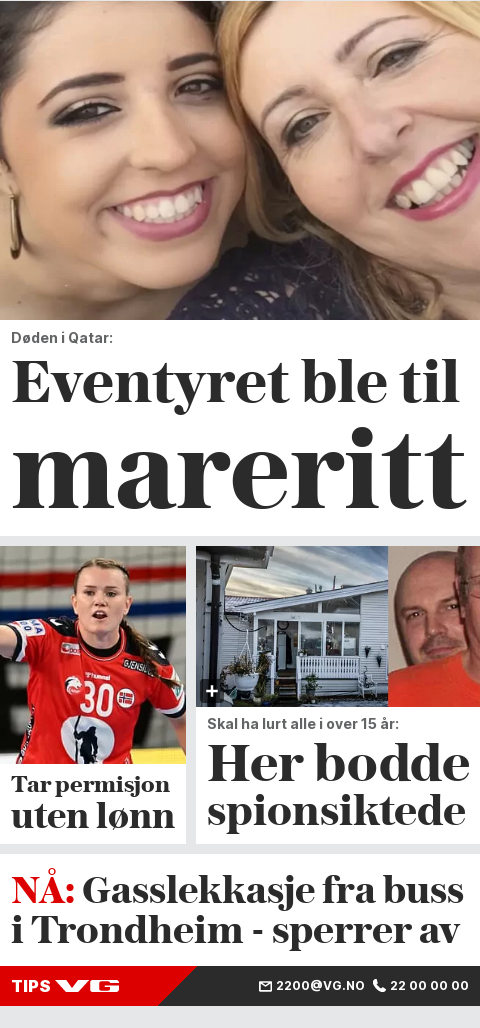 Døden i Qatar:
Eventyret ble til
mareritt
30
Tar permisjon
uten lønn
Skal ha lurt alle i over 15 år:
Her bodde
spionsiktede
NÅ: Gasslekkasje fra buss
i Trondheim - sperrer av
TIPS VG 2200@VG.NO 22 00 00 00